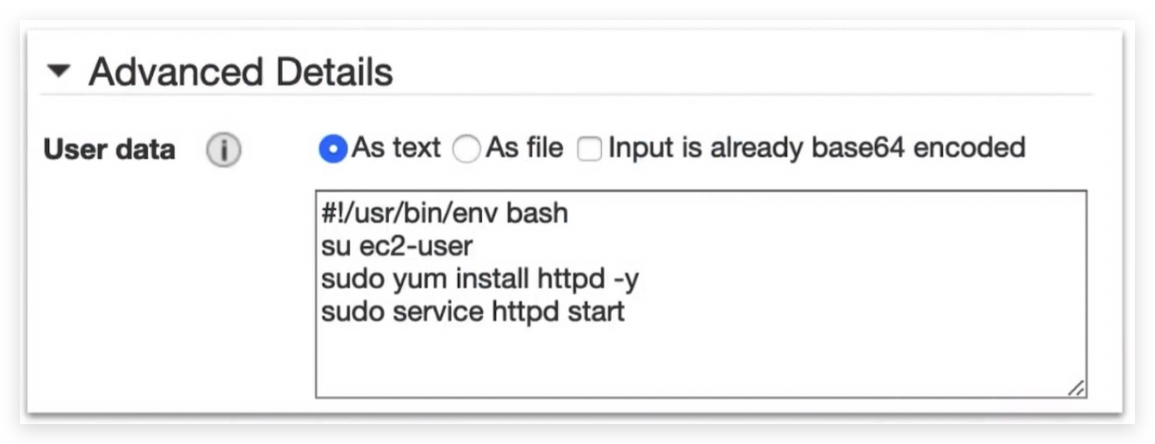 Advanced Details
User data i As text As file Input is already base64 encoded
#!/usr/bin/env bash
su ec2-user
sudo yum install httpd -y
sudo service httpd start